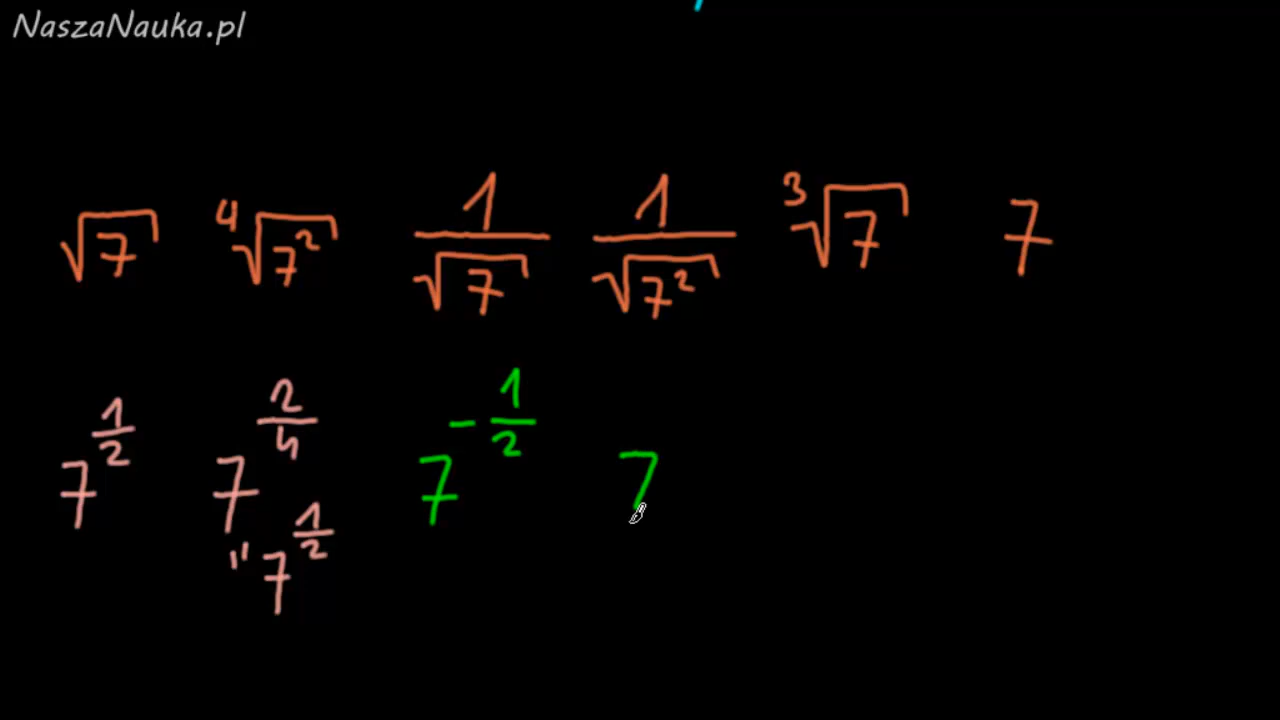 NaszaNauka.pl
√7 ⁴√7² 1/√7 1/√7² ³√7 7
7^(1/2) 7^(2/4) 7^(-1/2) 7
" 7^(1/2)